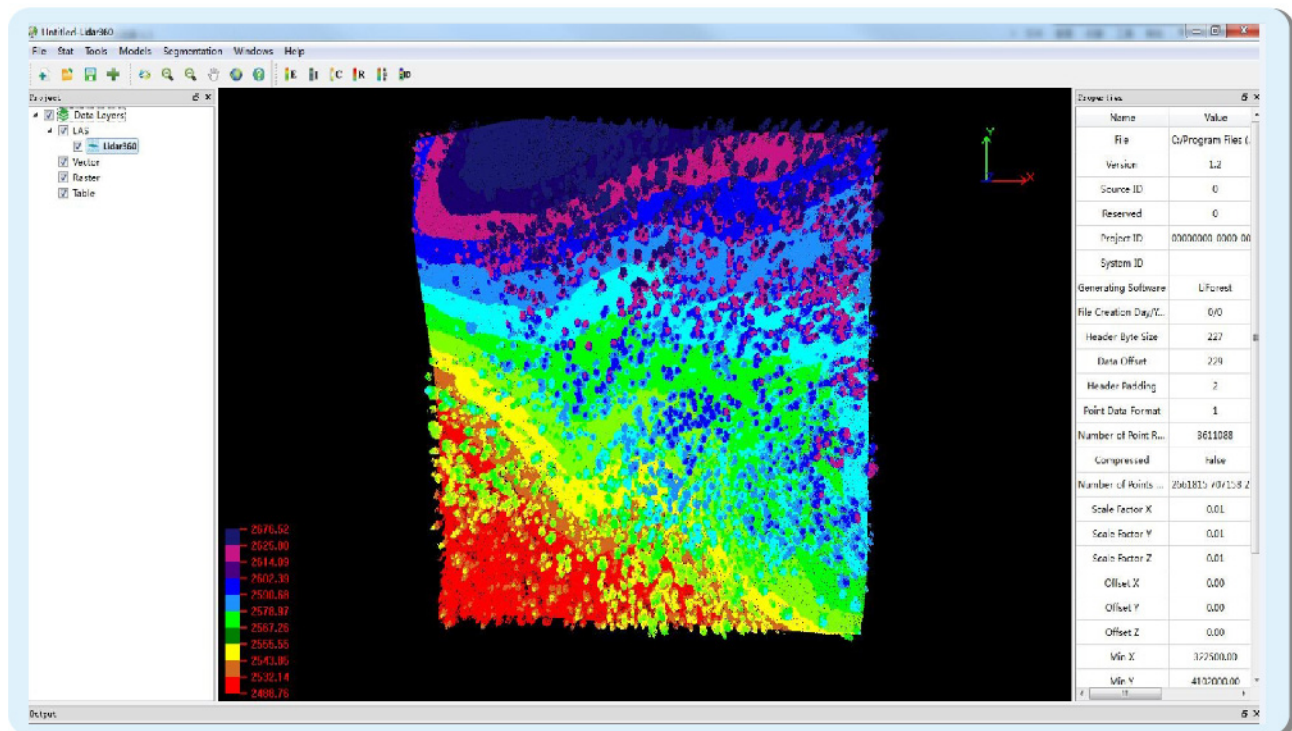 Untitled-Lidar360
File Stat Tools Models Segmentation Windows Help
E I C R 3D
Project
Data Layers
LAS
Lidar360
Vector
Raster
Table
Y
X
2676.52
2625.80
2614.09
2602.39
2590.68
2578.97
2567.26
2555.55
2543.85
2532.14
2488.76
Properties
Name Value
File C:/Program Files (.
Version 1.2
Source ID 0
Reserved 0
Project ID 00000000-0000-00
System ID
Generating Software LiForest
File Creation Day/Y... 0/0
Header Byte Size 227
Data Offset 229
Header Padding 2
Point Data Format 1
Number of Point R... 3611088
Compressed False
Number of Points ... 2661815 707158 2
Scale Factor X 0.01
Scale Factor Y 0.01
Scale Factor Z 0.01
Offset X 0.00
Offset Y 0.00
Offset Z 0.00
Min X 322500.00
Min Y 4102000.00
Output